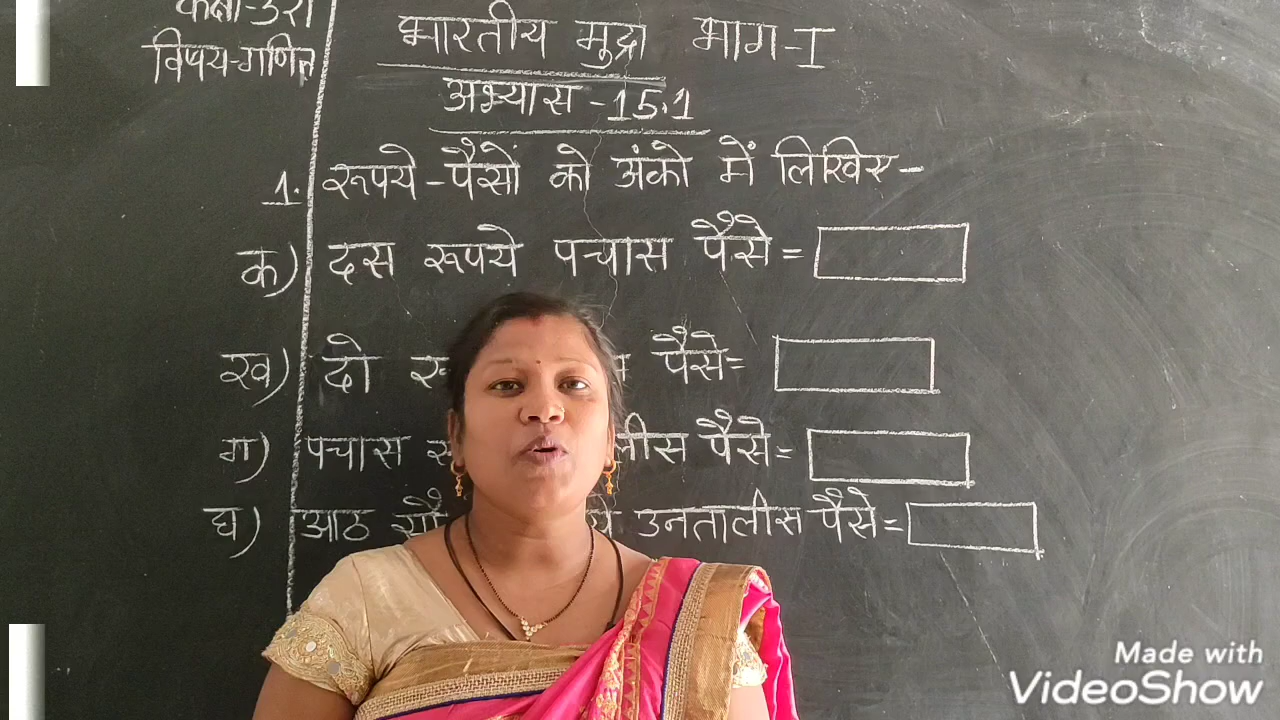 कक्षा-3री
विषय-गणित
भारतीय मुद्रा भाग-I
अभ्यास -15.1
1. रूपये-पैसों को अंको में लिखिए-
क) दस रूपये पचास पैसे=
ख) दो पैसे=
ग) पचास पैसे=
घ) आठ सौ उनतालीस पैसे=
Made with
VideoShow